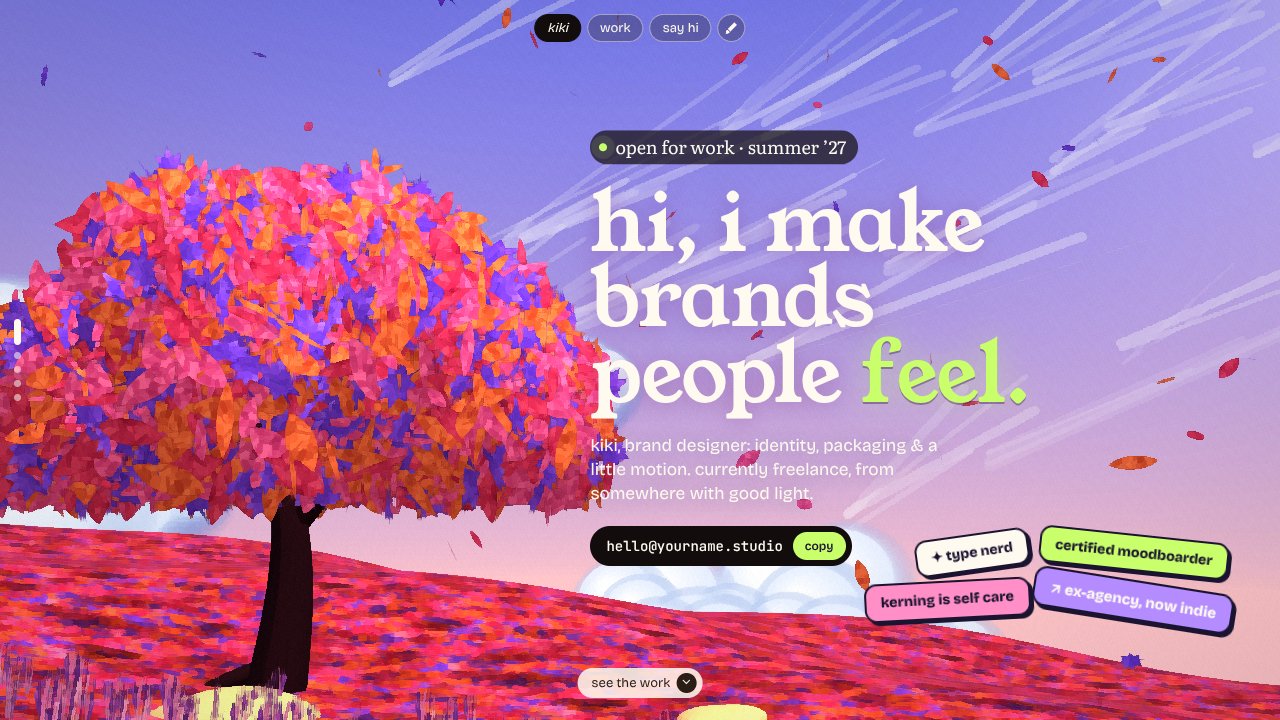 kiki
work
say hi
open for work · summer ’27
hi, i make
brands
people feel.
kiki, brand designer: identity, packaging & a
little motion. currently freelance, from
somewhere with good light.
hello@yourname.studio
copy
✦ type nerd
certified moodboarder
kerning is self care
↗ ex-agency, now indie
see the work